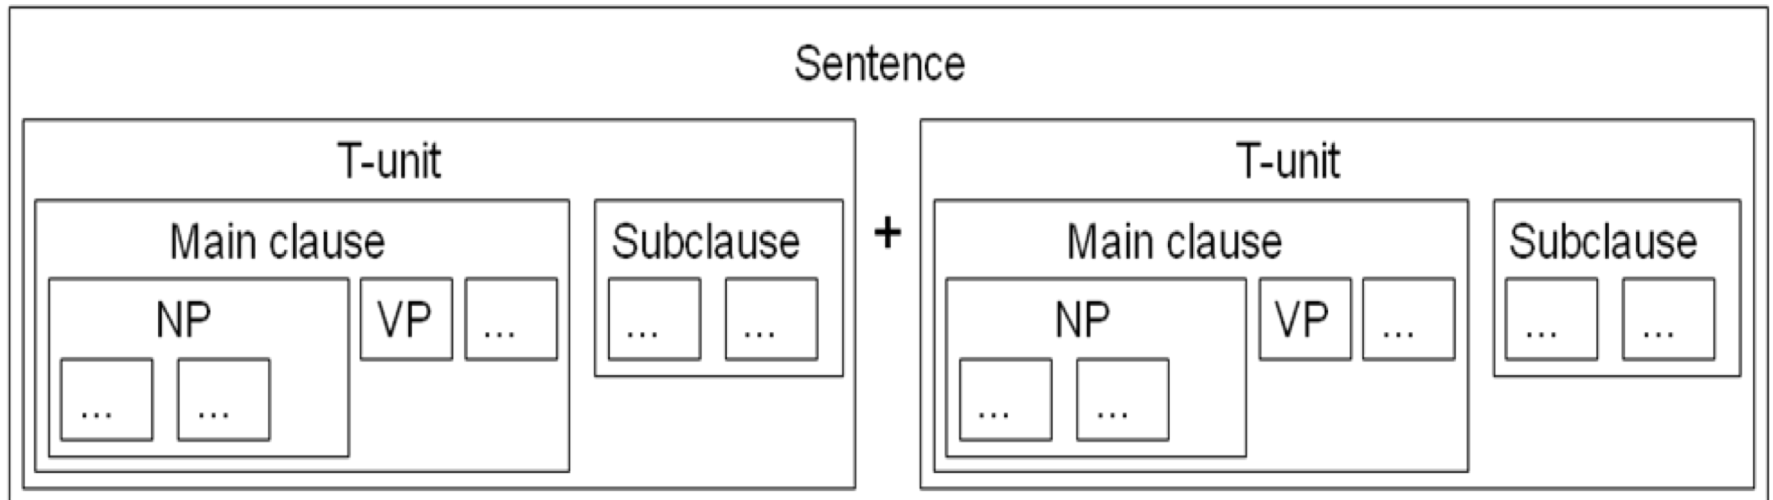 Sentence
T-unit T-unit
Main clause Subclause + Main clause Subclause
NP VP ... ... ... NP VP ... ... ...
... ... ... ...